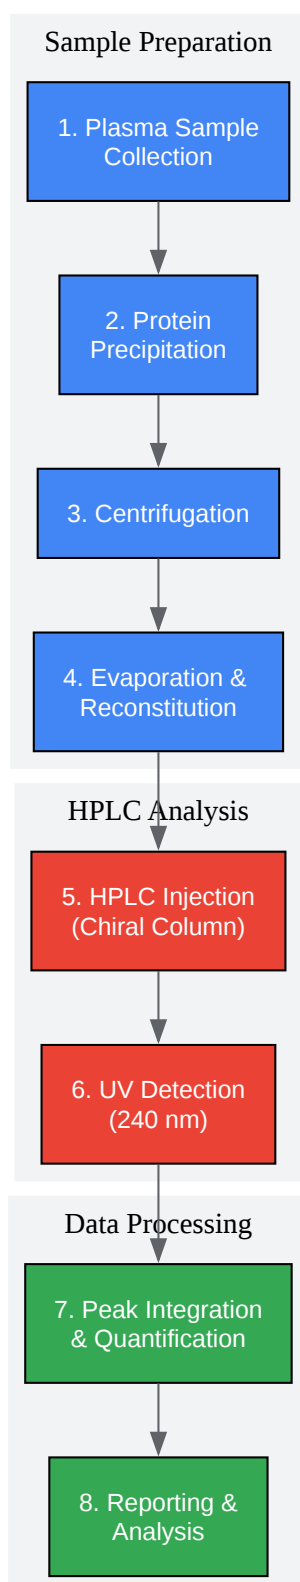 Sample Preparation
1. Plasma Sample
Collection
2. Protein
Precipitation
3. Centrifugation
4. Evaporation &
Reconstitution
HPLC Analysis
5. HPLC Injection
(Chiral Column)
6. UV Detection
(240 nm)
Data Processing
7. Peak Integration
& Quantification
8. Reporting &
Analysis